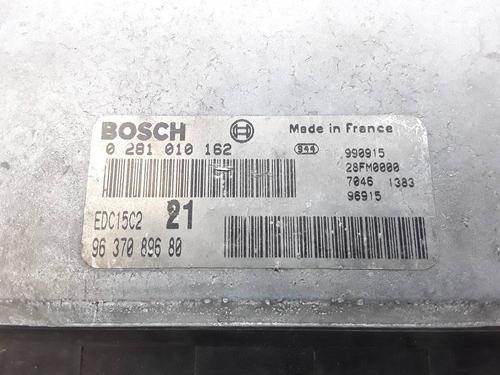 BOSCH Made in France
0 281 010 162 944 990915
28FM0000
7046 1383
96915
EDC15C2 21
96 370 896 80